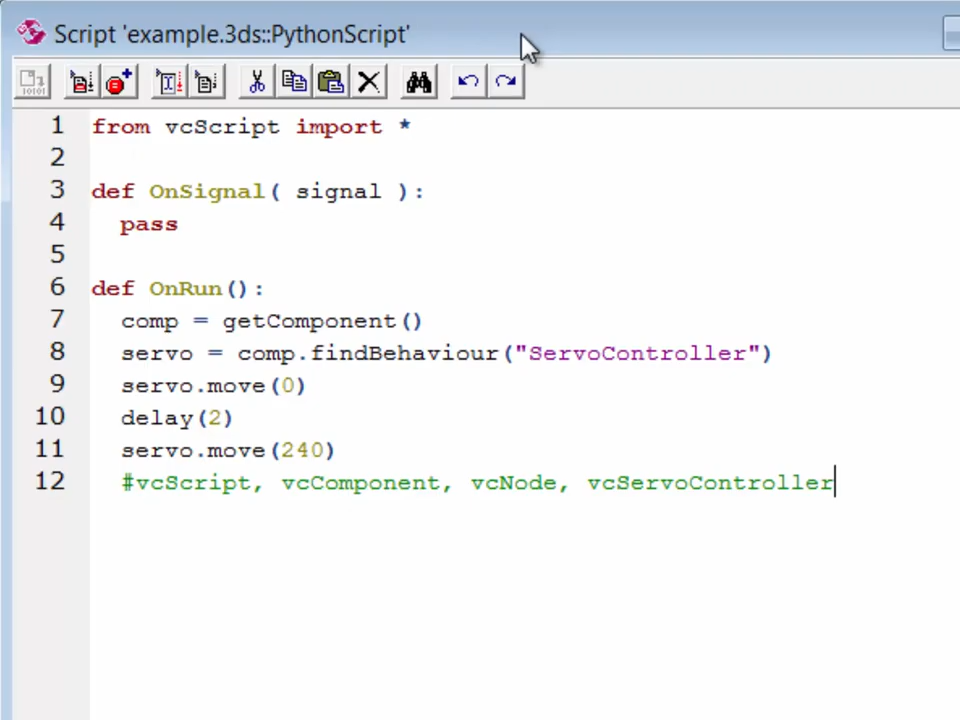 Script 'example.3ds::PythonScript'
1 from vcScript import *
2
3 def OnSignal( signal ):
4 pass
5
6 def OnRun():
7 comp = getComponent()
8 servo = comp.findBehaviour("ServoController")
9 servo.move(0)
10 delay(2)
11 servo.move(240)
12 #vcScript, vcComponent, vcNode, vcServoController